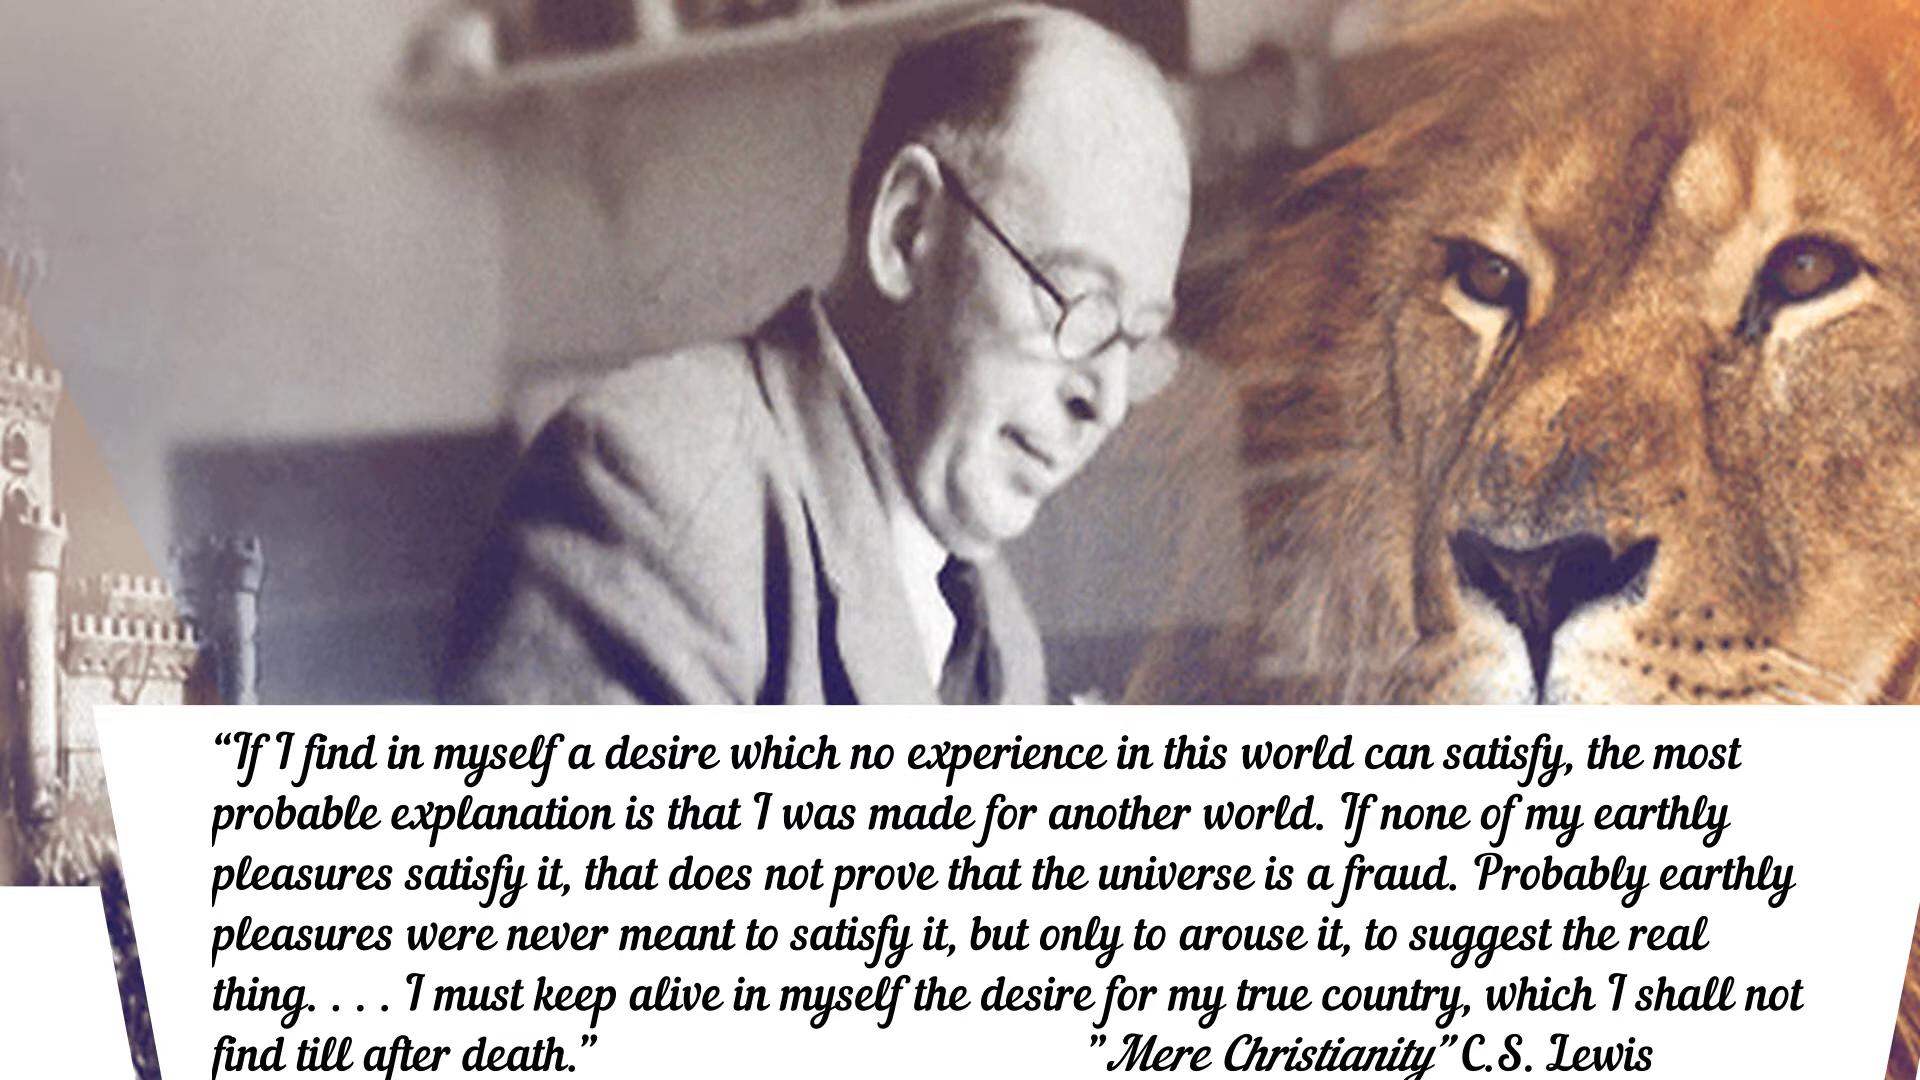 “If I find in myself a desire which no experience in this world can satisfy, the most
probable explanation is that I was made for another world. If none of my earthly
pleasures satisfy it, that does not prove that the universe is a fraud. Probably earthly
pleasures were never meant to satisfy it, but only to arouse it, to suggest the real
thing. . . . I must keep alive in myself the desire for my true country, which I shall not
find till after death.” ”Mere Christianity” C.S. Lewis